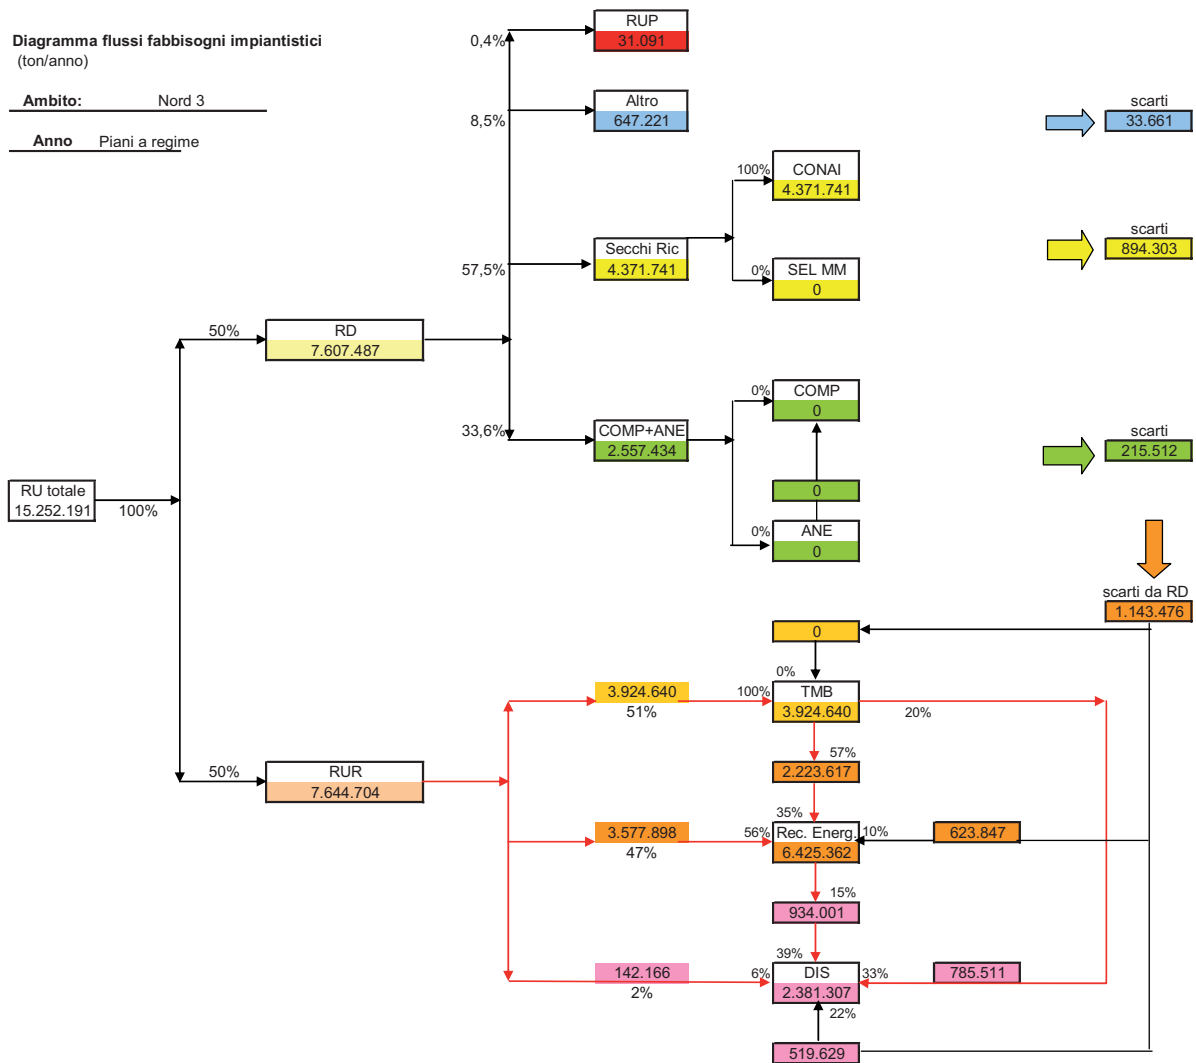 Diagramma flussi fabbisogni impiantistici
(ton/anno)
Ambito: Nord 3
Anno Piani a regime
0,4%
RUP
31.091
8,5%
Altro
647.221
scarti
33.661
57,5%
Secchi Ric
4.371.741
100%
CONAI
4.371.741
0%
SEL MM
0
scarti
894.303
50%
RD
7.607.487
33,6%
COMP+ANE
2.557.434
0%
COMP
0
0
0%
ANE
0
scarti
215.512
RU totale
15.252.191
100%
scarti da RD
1.143.476
0
0%
3.924.640
51%
100%
TMB
3.924.640
20%
57%
2.223.617
50%
RUR
7.644.704
35%
3.577.898
47%
56%
Rec. Energ.
6.425.362
10%
623.847
15%
934.001
39%
142.166
2%
6%
DIS
2.381.307
33%
785.511
22%
519.629